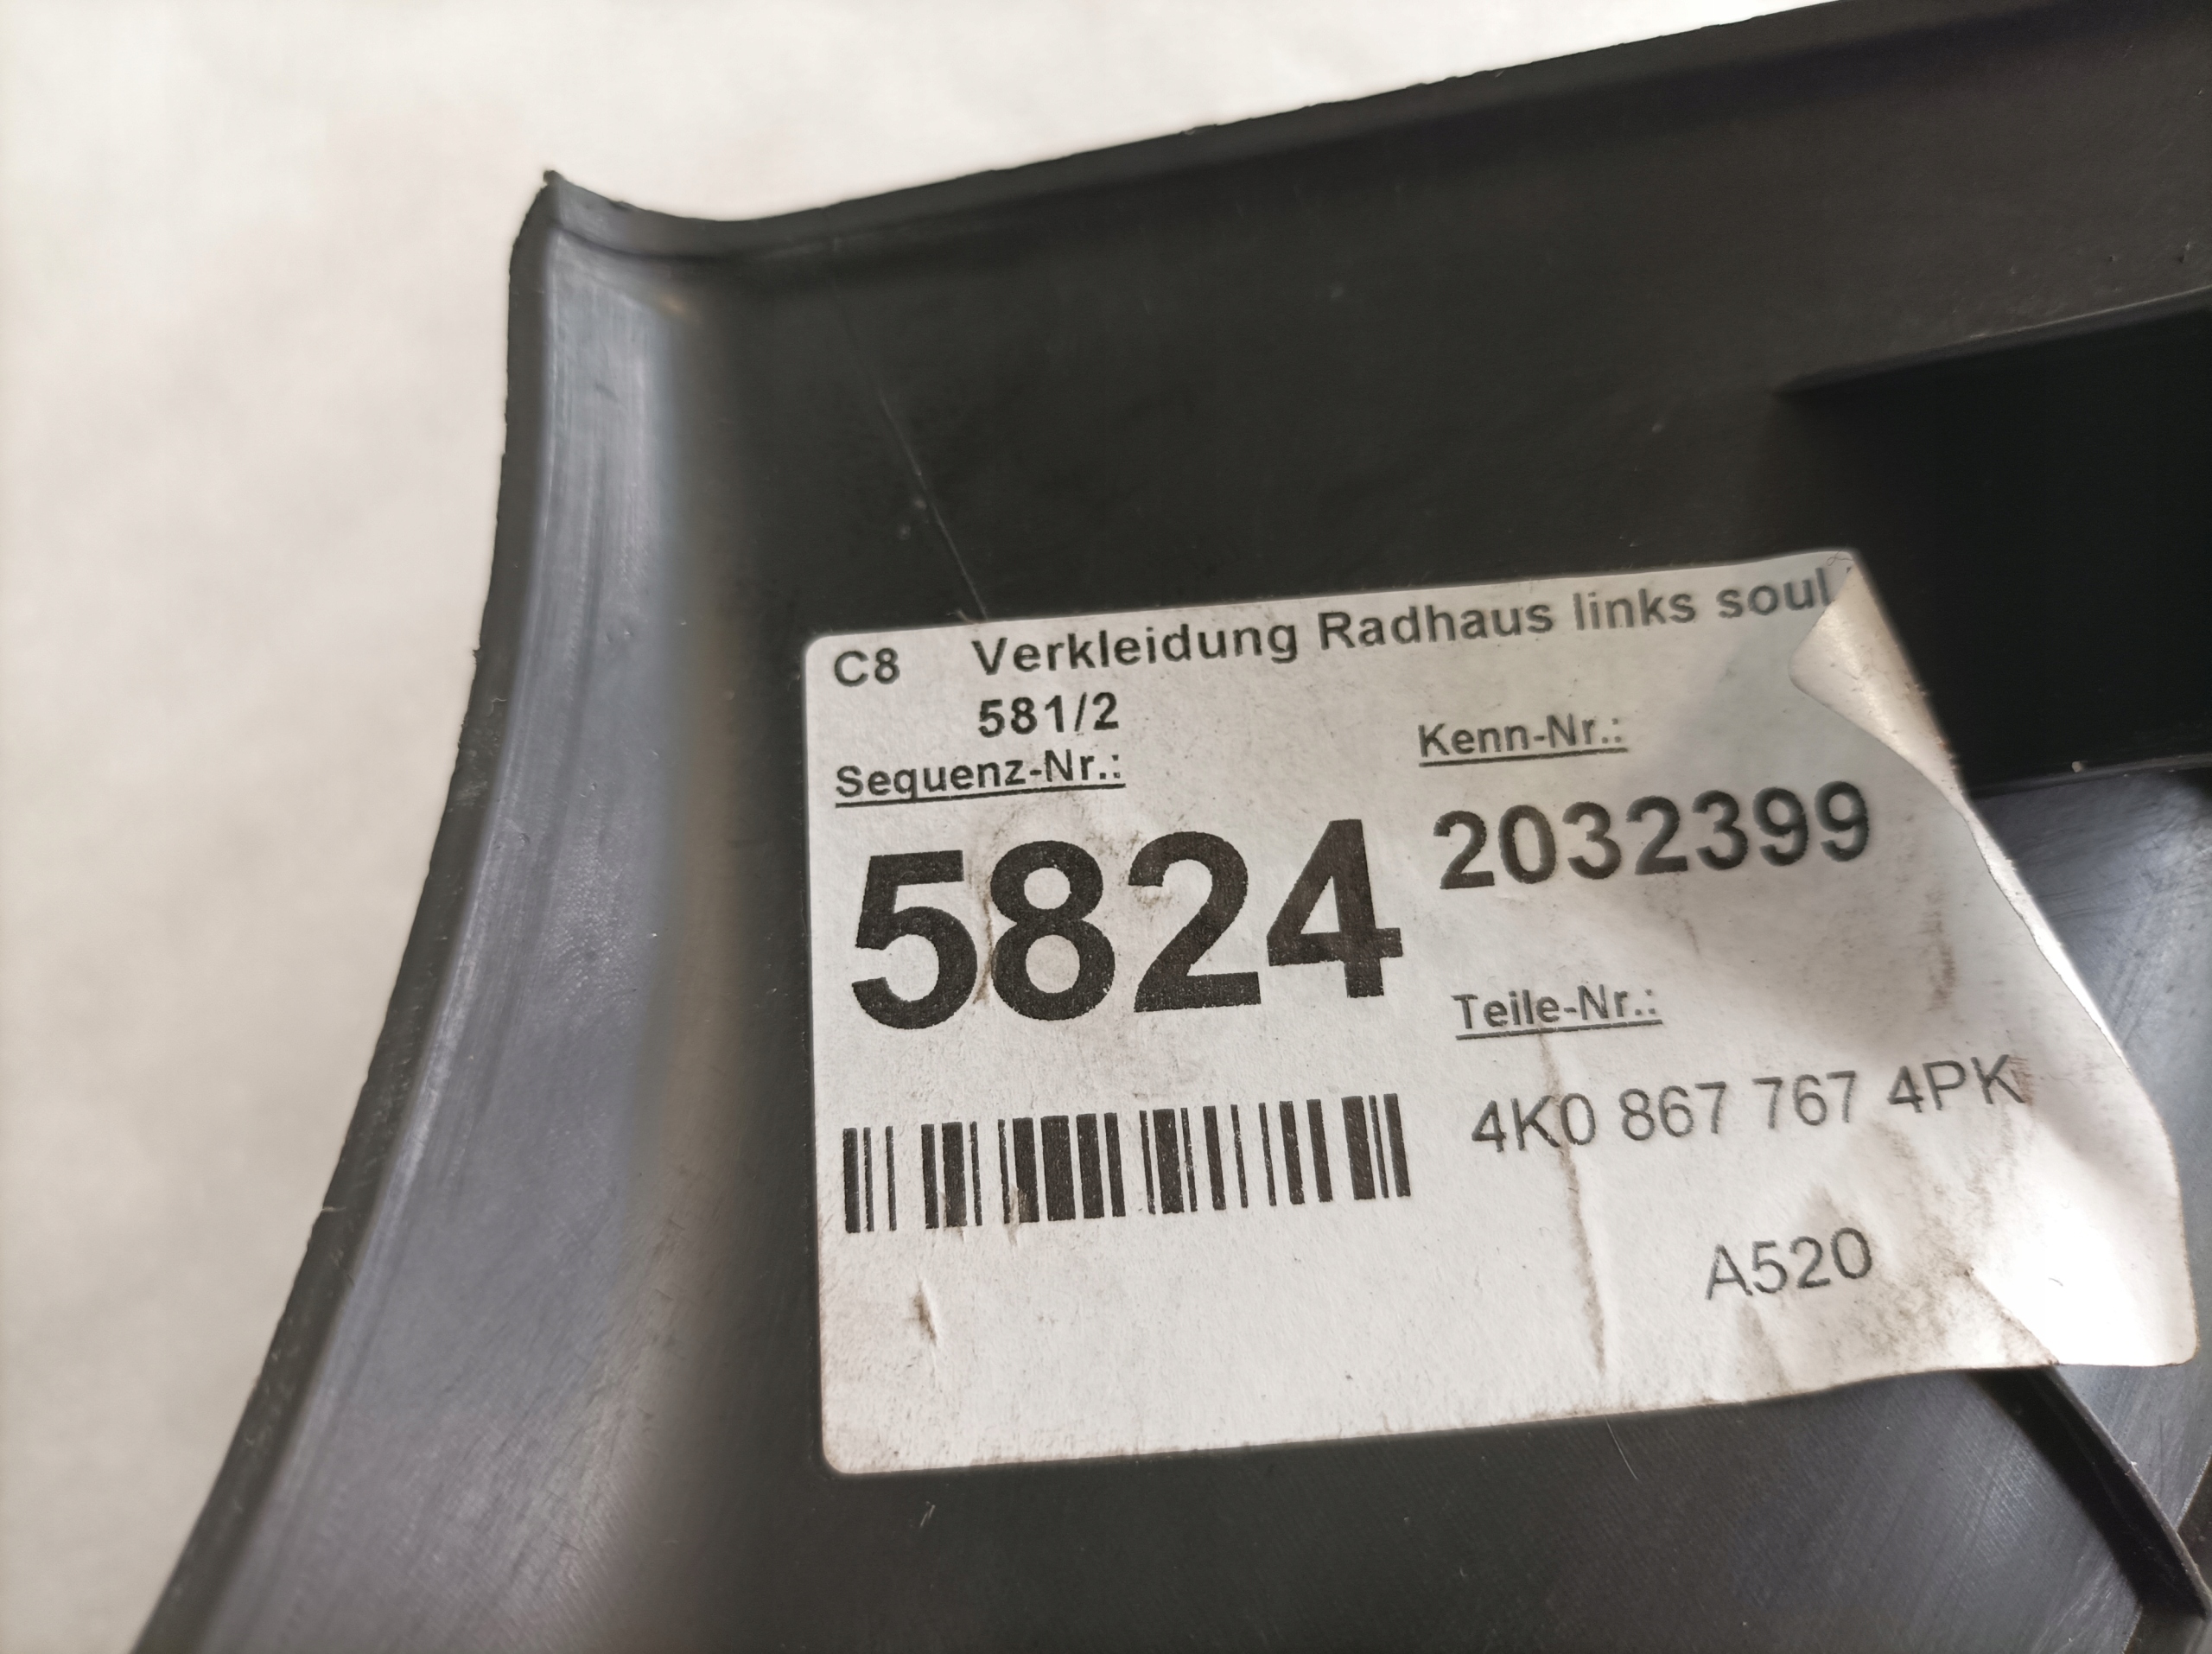 C8 Verkleidung Radhaus links soul
581/2
Sequenz-Nr.: Kenn-Nr.:
5824 2032399
Teile-Nr.:
4K0 867 767 4PK
A520